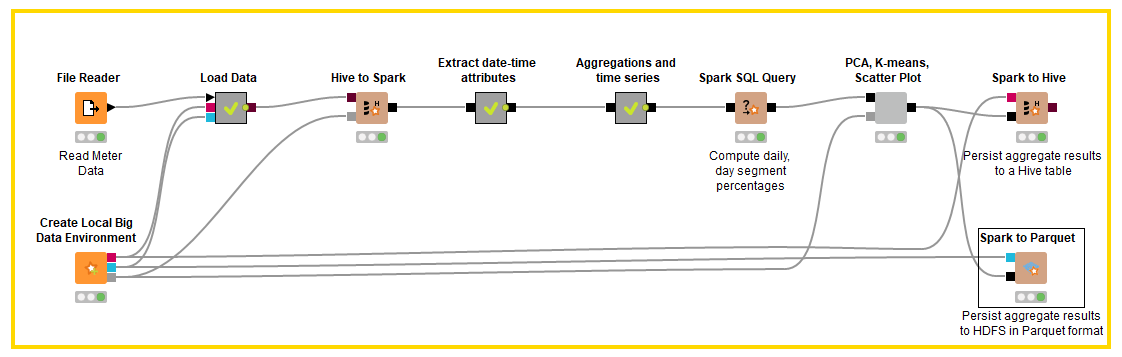 File Reader
Read Meter
Data
Load Data
Hive to Spark
H
Extract date-time
attributes
Aggregations and
time series
Spark SQL Query
?
Compute daily,
day segment
percentages
PCA, K-means,
Scatter Plot
Spark to Hive
H
Persist aggregate results
to a Hive table
Create Local Big
Data Environment
Spark to Parquet
Persist aggregate results
to HDFS in Parquet format